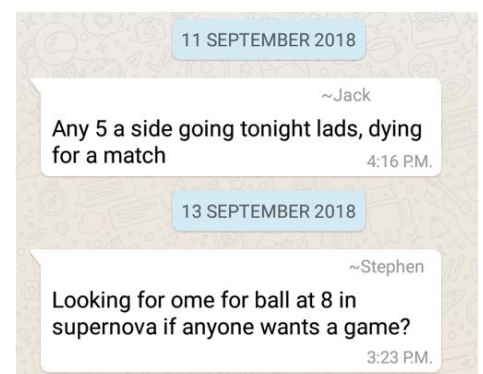 11 SEPTEMBER 2018
~Jack
Any 5 a side going tonight lads, dying
for a match
4:16 P.M.
13 SEPTEMBER 2018
~Stephen
Looking for ome for ball at 8 in
supernova if anyone wants a game?
3:23 P.M.